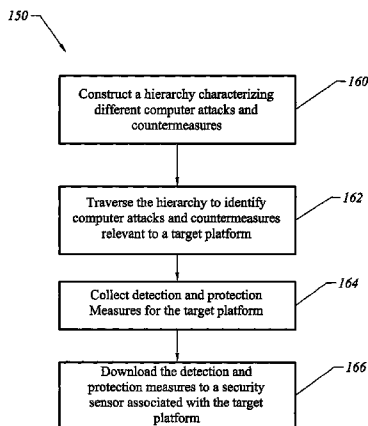 150
Construct a hierarchy characterizing
different computer attacks and
countermeasures
160
Traverse the hierarchy to identify
computer attacks and countermeasures
relevant to a target platform
162
Collect detection and protection
Measures for the target platform
164
Download the detection and
protection measures to a security
sensor associated with the target
platform
166